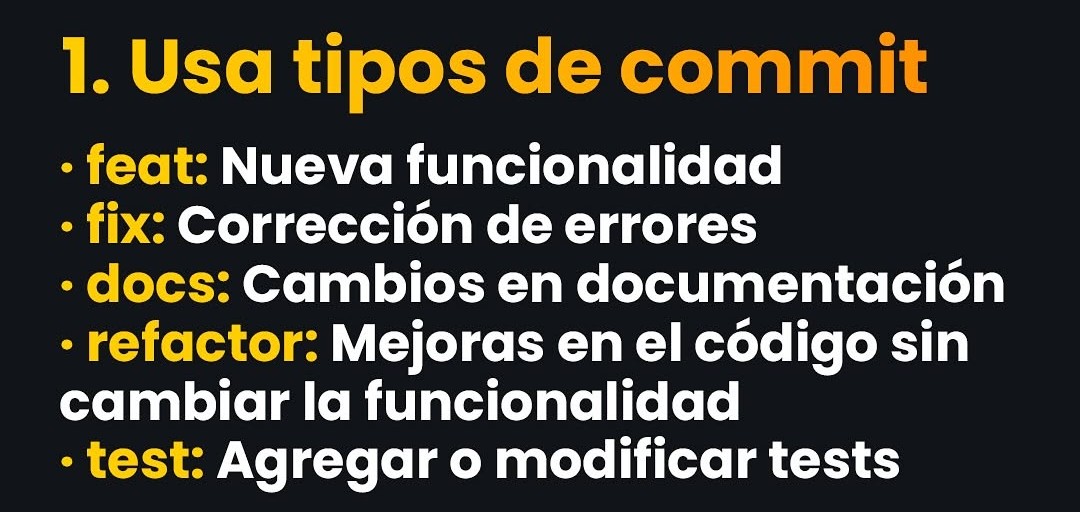 1. Usa tipos de commit
· feat: Nueva funcionalidad
· fix: Corrección de errores
· docs: Cambios en documentación
· refactor: Mejoras en el código sin
cambiar la funcionalidad
· test: Agregar o modificar tests